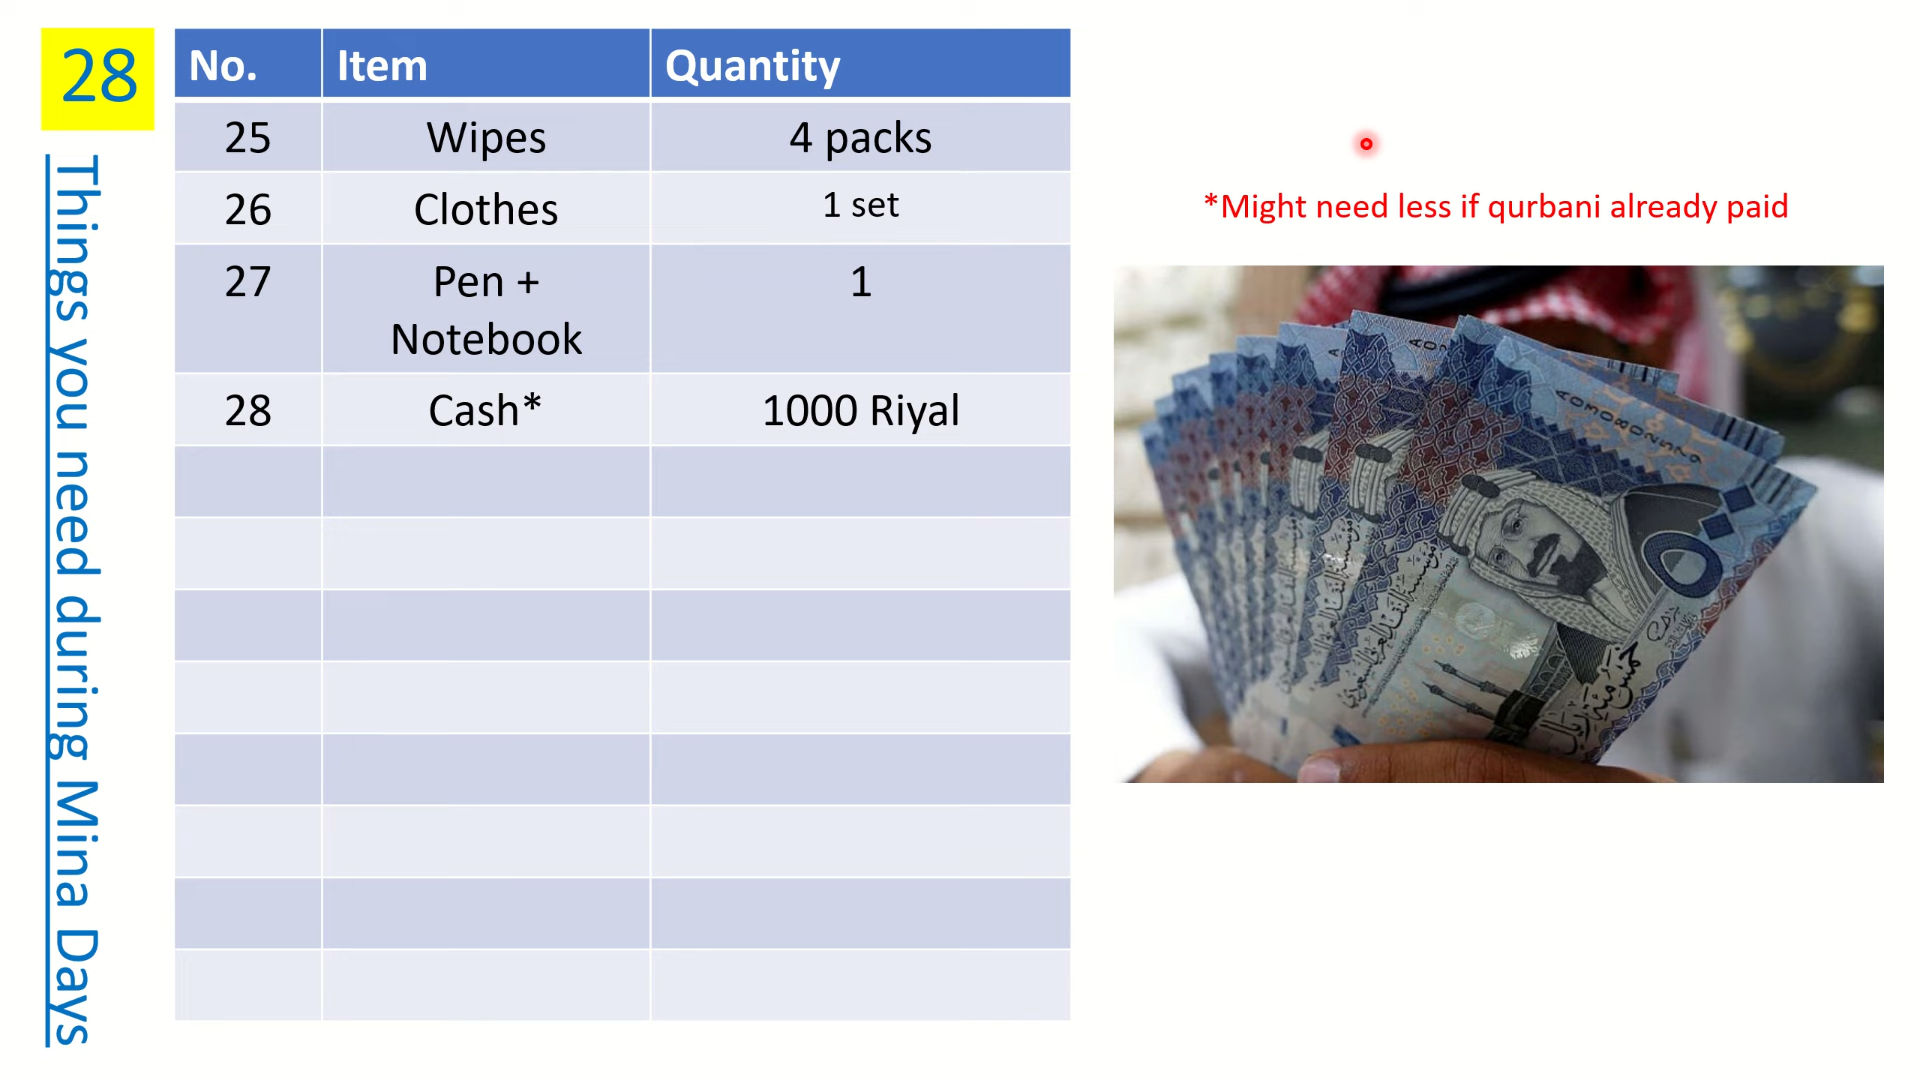 28
Things you need during Mina Days
No. Item Quantity
25 Wipes 4 packs
26 Clothes 1 set
27 Pen + 1
Notebook
28 Cash* 1000 Riyal
*Might need less if qurbani already paid